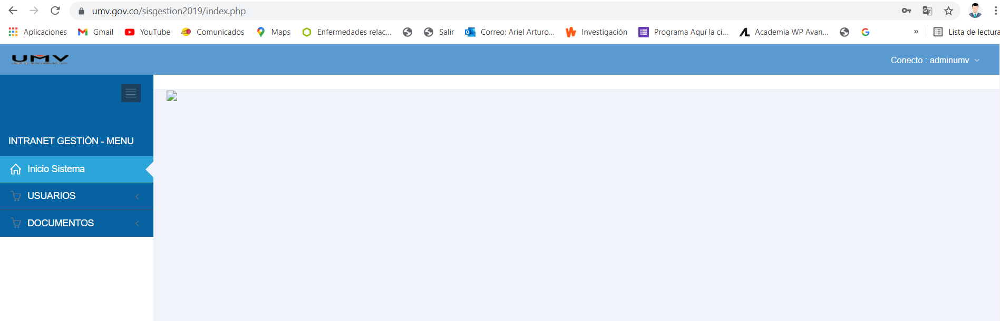 umv.gov.co/sisgestion2019/index.php
Aplicaciones Gmail YouTube Comunicados Maps Enfermedades relac... Salir Correo: Ariel Arturo... Investigación Programa Aquí la ci... Academia WP Avan... » Lista de lectura
UMV
Conecto : adminumv
INTRANET GESTIÓN - MENU
Inicio Sistema
USUARIOS
DOCUMENTOS